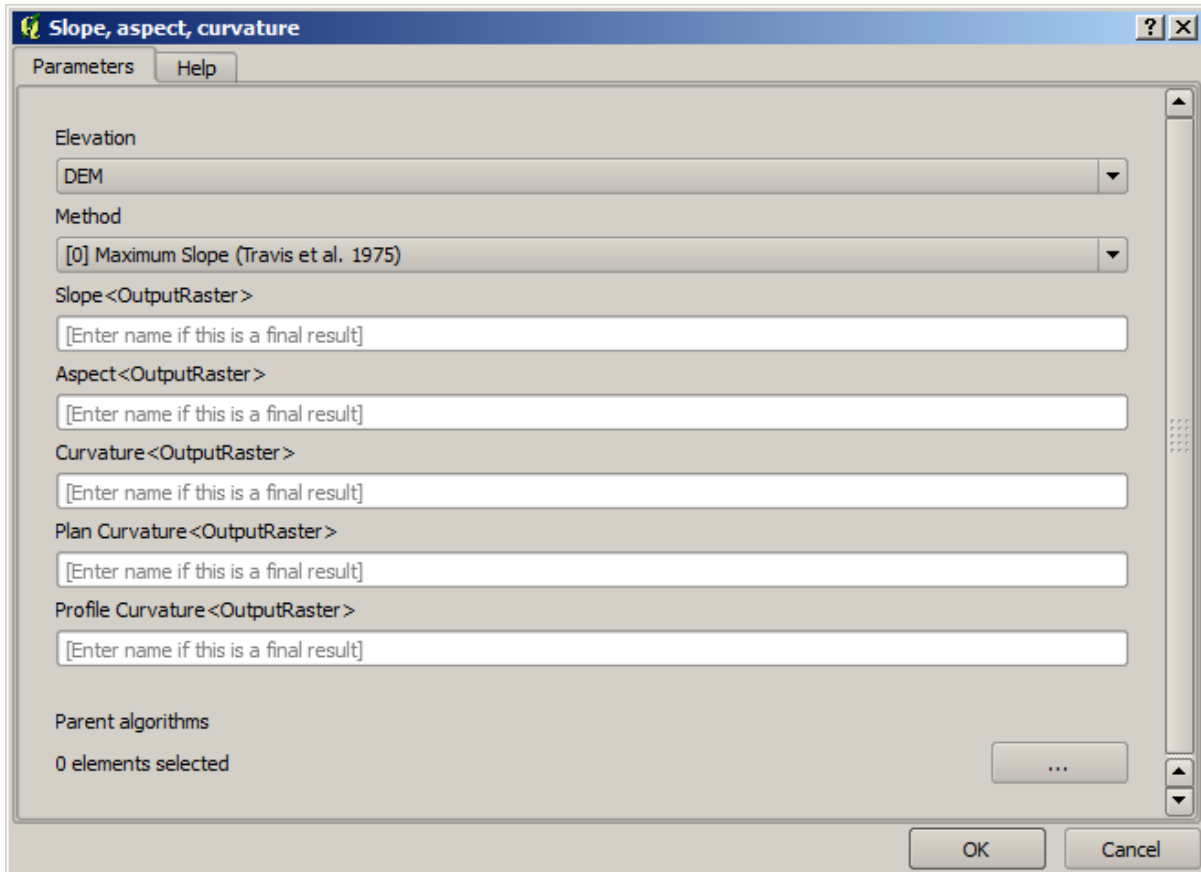 Slope, aspect, curvature
Parameters Help
Elevation
DEM
Method
[0] Maximum Slope (Travis et al. 1975)
Slope<OutputRaster>
[Enter name if this is a final result]
Aspect<OutputRaster>
[Enter name if this is a final result]
Curvature<OutputRaster>
[Enter name if this is a final result]
Plan Curvature<OutputRaster>
[Enter name if this is a final result]
Profile Curvature<OutputRaster>
[Enter name if this is a final result]
Parent algorithms
0 elements selected ...
OK Cancel